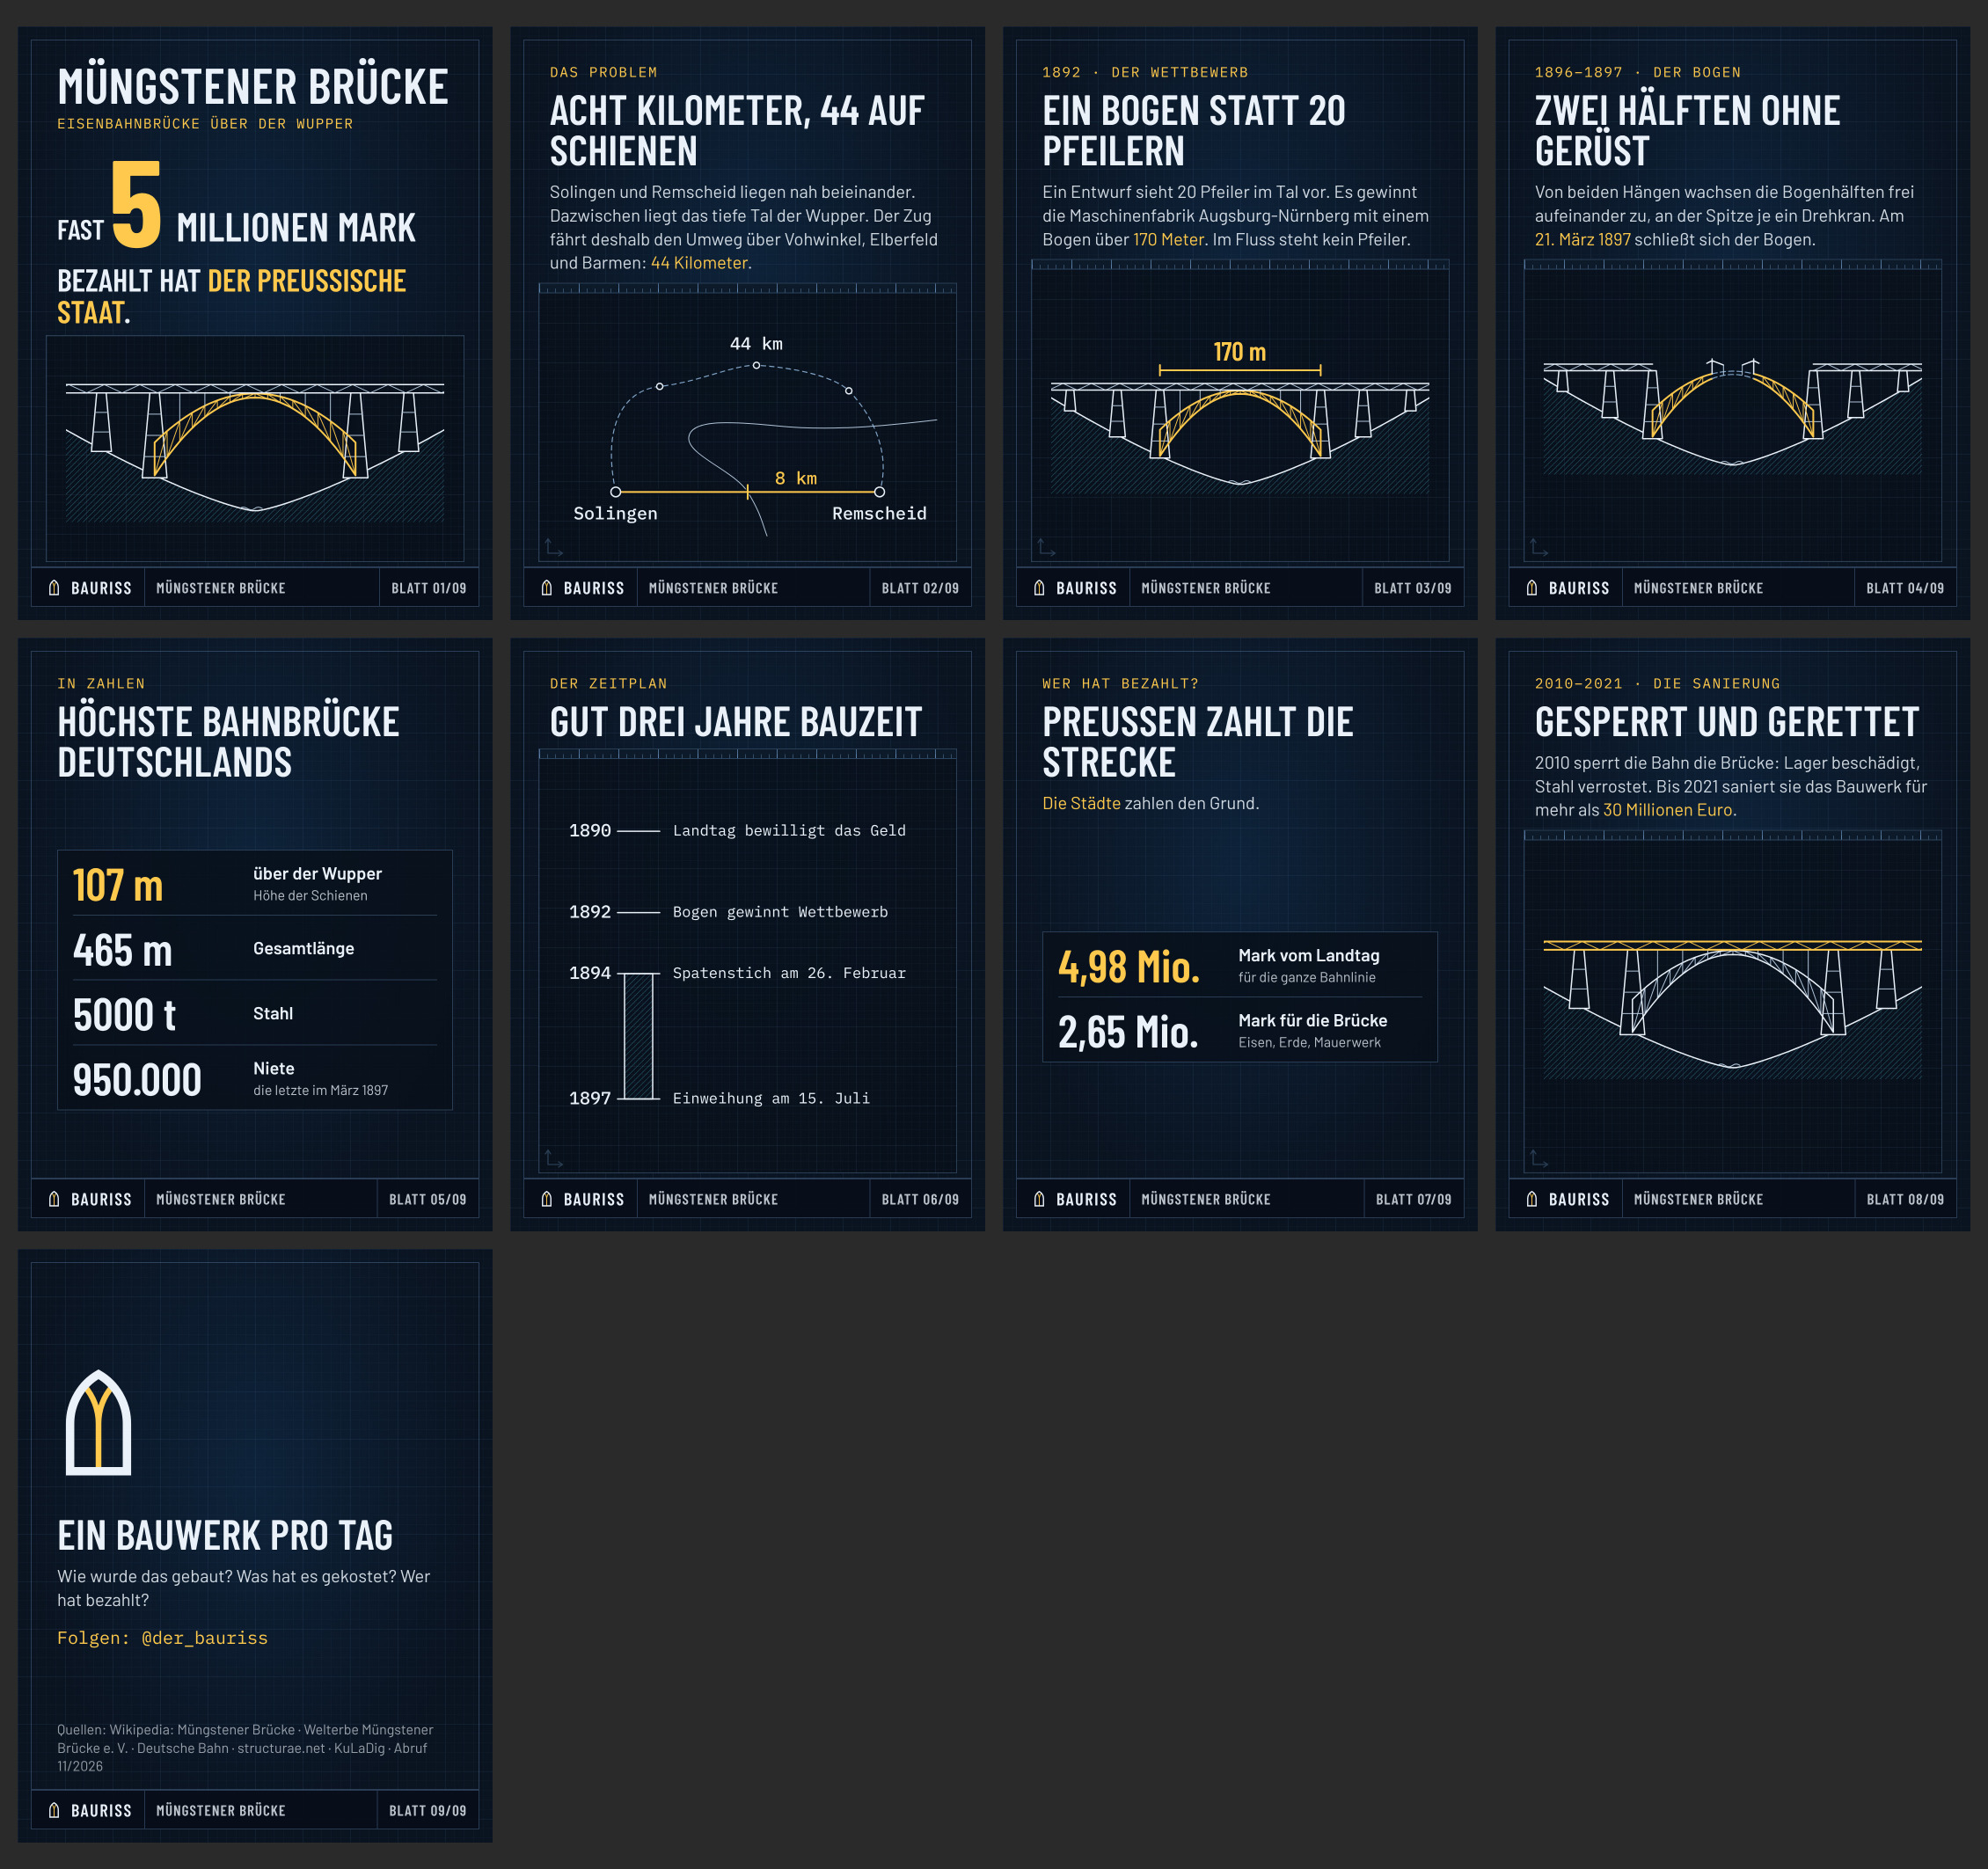 MÜNGSTENER BRÜCKE
EISENBAHNBRÜCKE ÜBER DER WUPPER
FAST 5 MILLIONEN MARK
BEZAHLT HAT DER PREUSSISCHE
STAAT.
BAURISS MÜNGSTENER BRÜCKE BLATT 01/09
DAS PROBLEM
ACHT KILOMETER, 44 AUF
SCHIENEN
Solingen und Remscheid liegen nah beieinander.
Dazwischen liegt das tiefe Tal der Wupper. Der Zug
fährt deshalb den Umweg über Vohwinkel, Elberfeld
und Barmen: 44 Kilometer.
44 km
8 km
Solingen Remscheid
BAURISS MÜNGSTENER BRÜCKE BLATT 02/09
1892 · DER WETTBEWERB
EIN BOGEN STATT 20
PFEILERN
Ein Entwurf sieht 20 Pfeiler im Tal vor. Es gewinnt
die Maschinenfabrik Augsburg-Nürnberg mit einem
Bogen über 170 Meter. Im Fluss steht kein Pfeiler.
170 m
BAURISS MÜNGSTENER BRÜCKE BLATT 03/09
1896–1897 · DER BOGEN
ZWEI HÄLFTEN OHNE
GERÜST
Von beiden Hängen wachsen die Bogenhälften frei
aufeinander zu, an der Spitze je ein Drehkran. Am
21. März 1897 schließt sich der Bogen.
BAURISS MÜNGSTENER BRÜCKE BLATT 04/09
IN ZAHLEN
HÖCHSTE BAHNBRÜCKE
DEUTSCHLANDS
107 m über der Wupper
Höhe der Schienen
465 m Gesamtlänge
5000 t Stahl
950.000 Niete
die letzte im März 1897
BAURISS MÜNGSTENER BRÜCKE BLATT 05/09
DER ZEITPLAN
GUT DREI JAHRE BAUZEIT
1890 Landtag bewilligt das Geld
1892 Bogen gewinnt Wettbewerb
1894 Spatenstich am 26. Februar
1897 Einweihung am 15. Juli
BAURISS MÜNGSTENER BRÜCKE BLATT 06/09
WER HAT BEZAHLT?
PREUSSEN ZAHLT DIE
STRECKE
Die Städte zahlen den Grund.
4,98 Mio. Mark vom Landtag
für die ganze Bahnlinie
2,65 Mio. Mark für die Brücke
Eisen, Erde, Mauerwerk
BAURISS MÜNGSTENER BRÜCKE BLATT 07/09
2010–2021 · DIE SANIERUNG
GESPERRT UND GERETTET
2010 sperrt die Bahn die Brücke: Lager beschädigt,
Stahl verrostet. Bis 2021 saniert sie das Bauwerk für
mehr als 30 Millionen Euro.
BAURISS MÜNGSTENER BRÜCKE BLATT 08/09
EIN BAUWERK PRO TAG
Wie wurde das gebaut? Was hat es gekostet? Wer
hat bezahlt?
Folgen: @der_bauriss
Quellen: Wikipedia: Müngstener Brücke · Welterbe Müngstener
Brücke e. V. · Deutsche Bahn · structurae.net · KuLaDig · Abruf
11/2026
BAURISS MÜNGSTENER BRÜCKE BLATT 09/09